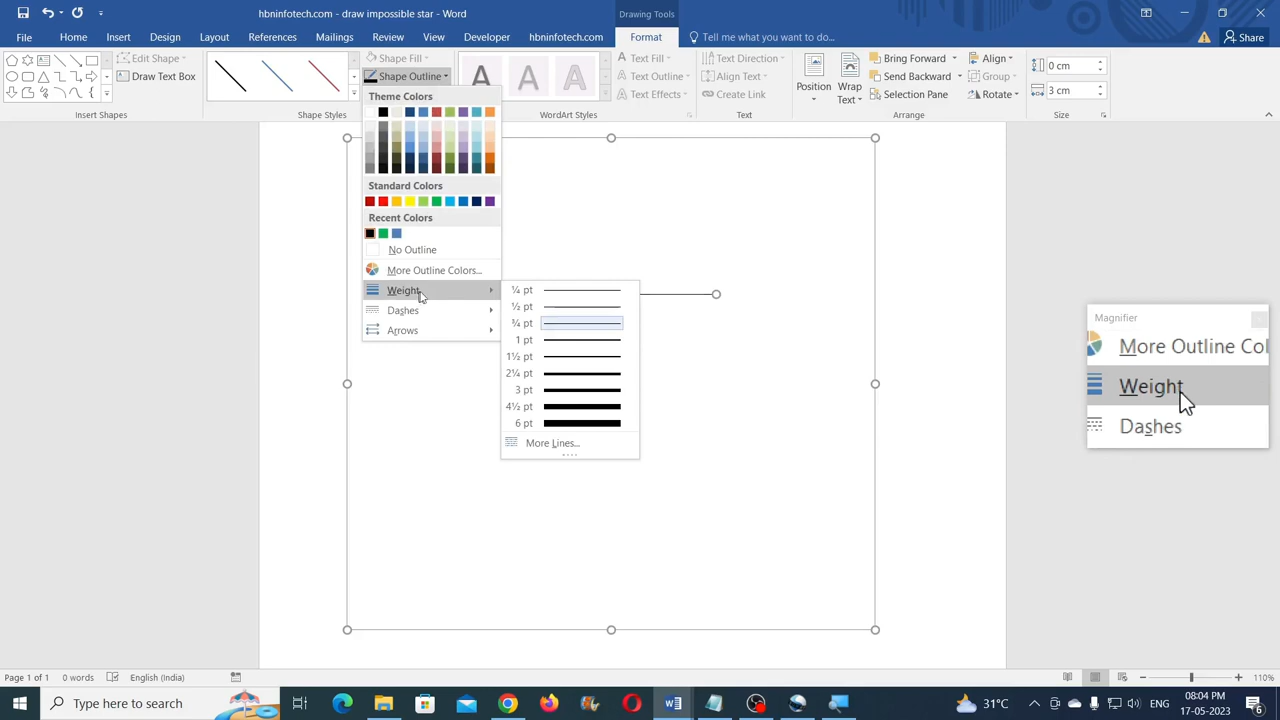 hbninfotech.com - draw impossible star - Word
Drawing Tools
File Home Insert Design Layout References Mailings Review View Developer hbninfotech.com Format Tell me what you want to do... Share
Edit Shape
Draw Text Box
Insert Shapes
Shape Fill
Shape Outline
Shape Styles
A A A
WordArt Styles
Text Fill
Text Outline
Text Effects
Text Direction
Align Text
Create Link
Text
Position
Wrap Text
Bring Forward
Send Backward
Selection Pane
Align
Group
Rotate
Arrange
0 cm
3 cm
Size
Theme Colors
Standard Colors
Recent Colors
No Outline
More Outline Colors...
Weight
Dashes
Arrows
¼ pt
½ pt
¾ pt
1 pt
1½ pt
2¼ pt
3 pt
4½ pt
6 pt
More Lines...
Magnifier
More Outline Col
Weight
Dashes
Page 1 of 1 0 words English (India) 110%
Type here to search
31°C
ENG
08:04 PM
17-05-2023
6